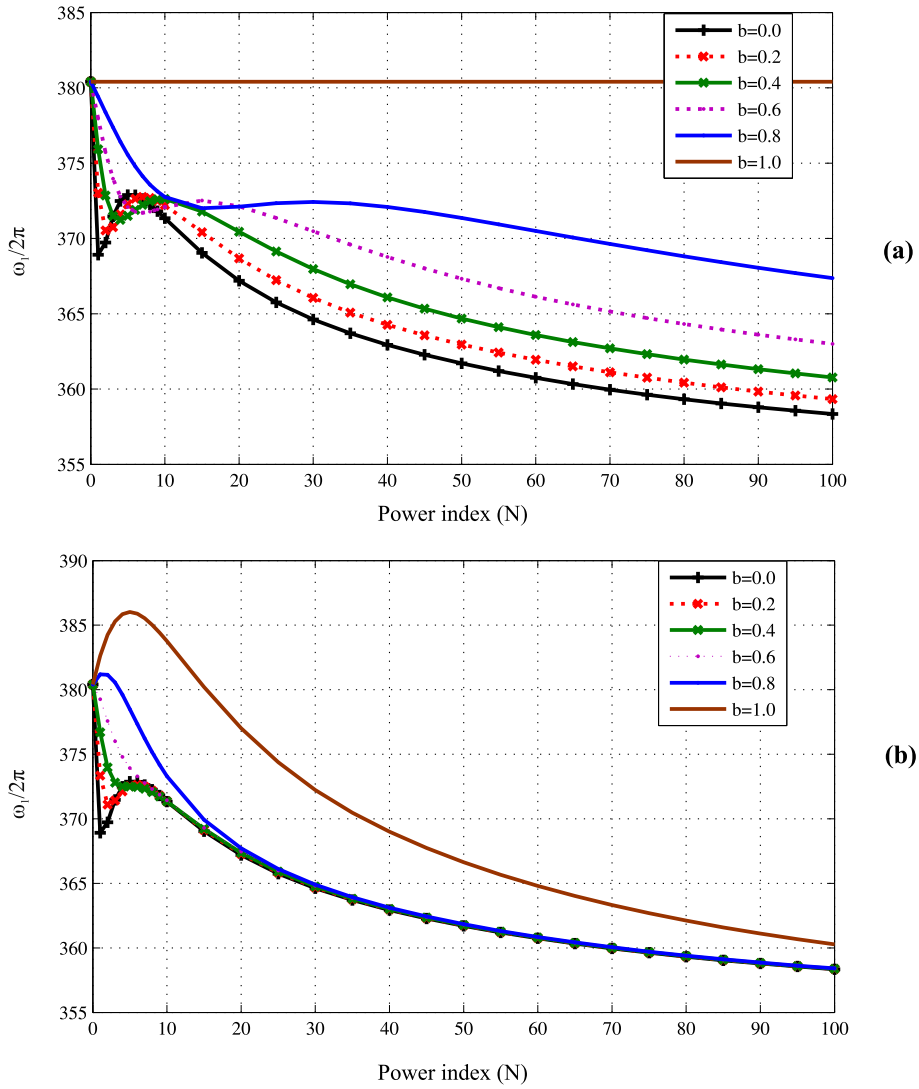 385
380
375
370
365
360
355
ω₁/2π
b=0.0
b=0.2
b=0.4
b=0.6
b=0.8
b=1.0
(a)
0 10 20 30 40 50 60 70 80 90 100
Power index (N)
390
385
380
375
370
365
360
355
ω₁/2π
b=0.0
b=0.2
b=0.4
b=0.6
b=0.8
b=1.0
(b)
0 10 20 30 40 50 60 70 80 90 100
Power index (N)